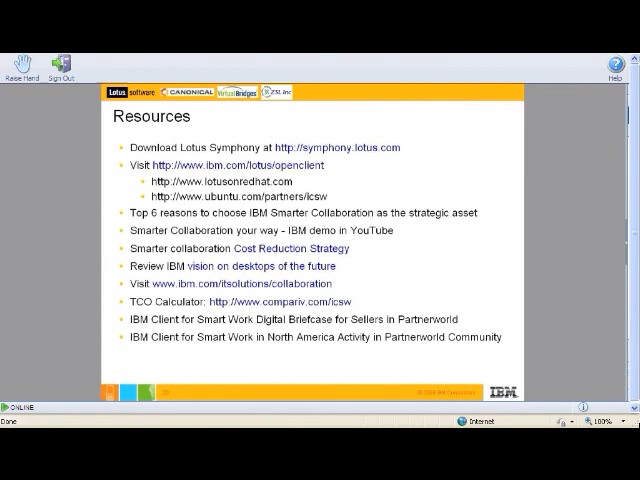 Raise Hand
Sign Out
Help
Lotus software
CANONICAL
VirtualBridges
ZSL Inc
Resources
Download Lotus Symphony at http://symphony.lotus.com
Visit http://www.ibm.com/lotus/openclient
http://www.lotusonredhat.com
http://www.ubuntu.com/partners/icsw
Top 6 reasons to choose IBM Smarter Collaboration as the strategic asset
Smarter Collaboration your way - IBM demo in YouTube
Smarter collaboration Cost Reduction Strategy
Review IBM vision on desktops of the future
Visit www.ibm.com/itsolutions/collaboration
TCO Calculator: http://www.compariv.com/icsw
IBM Client for Smart Work Digital Briefcase for Sellers in Partnerworld
IBM Client for Smart Work in North America Activity in Partnerworld Community
IBM Corporation
IBM
ONLINE
Done
Internet
100%